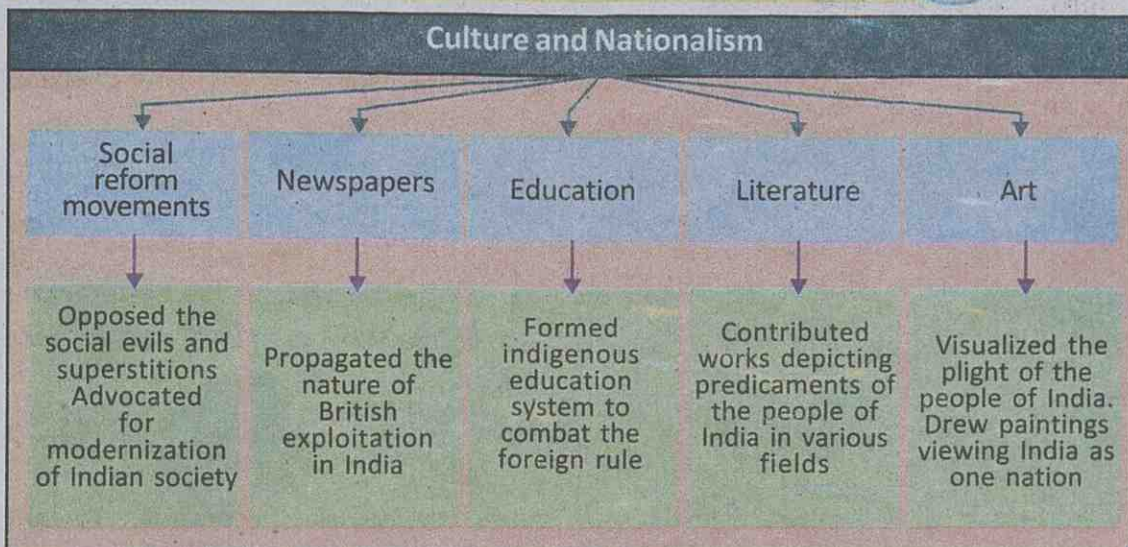 Culture and Nationalism
Social
reform
movements
Newspapers
Education
Literature
Art
Opposed the
social evils and
superstitions
Advocated
for
modernization
of Indian society
Propagated the
nature of
British
exploitation
in India
Formed
indigenous
education
system to
combat the
foreign rule
Contributed
works depicting
predicaments of
the people of
India in various
fields
Visualized the
plight of the
people of India.
Drew paintings
viewing India as
one nation